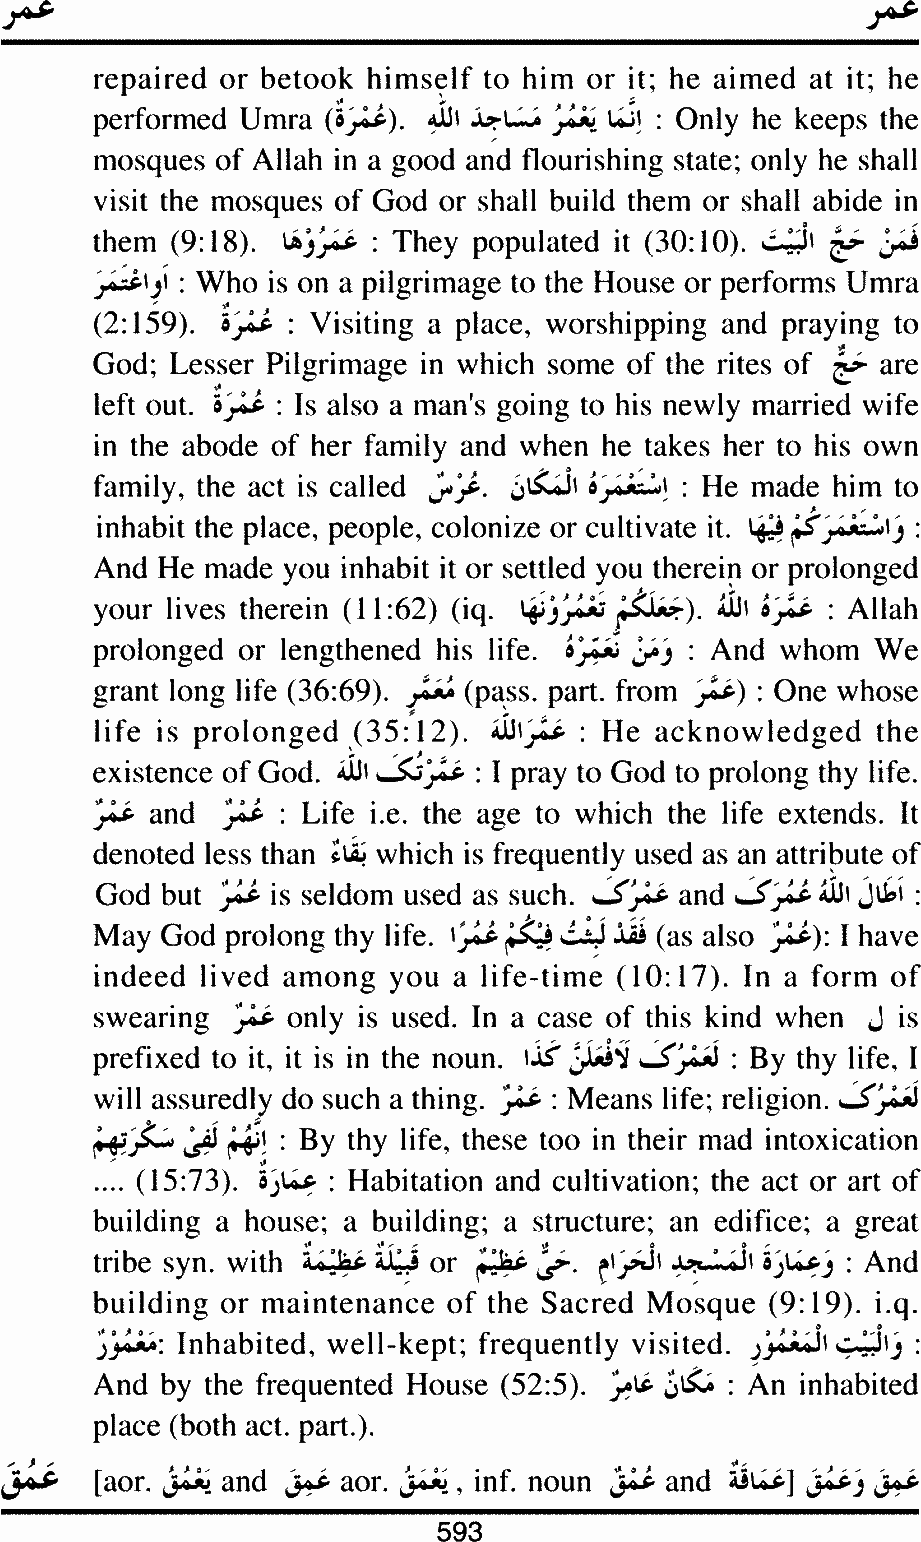 عمر عمر
repaired or betook himself to him or it; he aimed at it; he
performed Umra (عُمْرَةٌ). اِنَّمَا يَعْمُرُ مَسَاجِدَ اللّٰهِ : Only he keeps the
mosques of Allah in a good and flourishing state; only he shall
visit the mosques of God or shall build them or shall abide in
them (9:18). عَمَرُوْهَا : They populated it (30:10). فَمَنْ حَجَّ الْبَيْتَ
اَوِاعْتَمَرَ : Who is on a pilgrimage to the House or performs Umra
(2:159). عُمْرَةٌ : Visiting a place, worshipping and praying to
God; Lesser Pilgrimage in which some of the rites of حَجٌّ are
left out. عُمْرَةٌ : Is also a man's going to his newly married wife
in the abode of her family and when he takes her to his own
family, the act is called عُرْسٌ. اِسْتَعْمَرَهُ الْمَكَانَ : He made him to
inhabit the place, people, colonize or cultivate it. وَاسْتَعْمَرَكُمْ فِيْهَا :
And He made you inhabit it or settled you therein or prolonged
your lives therein (11:62) (iq. جَعَلَكُمْ تَعْمُرُوْنَهَا). عَمَّرَهُ اللّٰهُ : Allah
prolonged or lengthened his life. وَمَنْ نُّعَمِّرْهُ : And whom We
grant long life (36:69). مُعَمَّرٍ (pass. part. from عَمَّرَ) : One whose
life is prolonged (35:12). عَمَّرَاللّٰهَ : He acknowledged the
existence of God. عَمَّرْتُکَ اللّٰهَ : I pray to God to prolong thy life.
عَمْرٌ and عُمْرٌ : Life i.e. the age to which the life extends. It
denoted less than بَقَاءٌ which is frequently used as an attribute of
God but عُمُرٌ is seldom used as such. عَمْرُکَ and اَطَالَ اللّٰهُ عُمُرَکَ :
May God prolong thy life. فَقَدْ لَبِثْتُ فِيْكُمْ عُمُرًا (as also عُمْرٌ): I have
indeed lived among you a life-time (10:17). In a form of
swearing عَمْرٌ only is used. In a case of this kind when ل is
prefixed to it, it is in the noun. لَعَمْرُکَ لَاَفْعَلَنَّ كَذَا : By thy life, I
will assuredly do such a thing. عَمْرٌ : Means life; religion. لَعَمْرُکَ
اِنَّهُمْ لَفِىْ سَكْرَتِهِمْ : By thy life, these too in their mad intoxication
.... (15:73). عِمَارَةٌ : Habitation and cultivation; the act or art of
building a house; a building; a structure; an edifice; a great
tribe syn. with قَبِيْلَةٌ عَظِيْمَةٌ or حَىٌّ عَظِيْمٌ. وَعِمَارَةَ الْمَسْجِدِ الْحَرَامِ : And
building or maintenance of the Sacred Mosque (9:19). i.q.
مَعْمُوْرٌ: Inhabited, well-kept; frequently visited. وَالْبَيْتِ الْمَعْمُوْرِ :
And by the frequented House (52:5). مَكَانٌ عَامِرٌ : An inhabited
place (both act. part.).
عَمُقَ [aor. يَعْمُقُ and عَمِقَ aor. يَعْمَقُ , inf. noun عُمْقٌ and عَمَاقَةٌ] عَمِقَ وَعَمُقَ
593